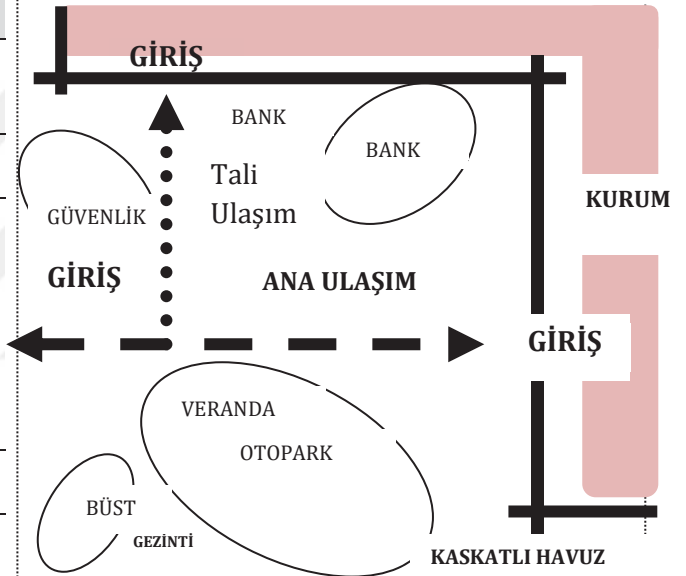 GİRİŞ
BANK
BANK
Tali
Ulaşım
KURUM
GÜVENLİK
GİRİŞ
ANA ULAŞIM
GİRİŞ
VERANDA
OTOPARK
BÜST
GEZİNTİ
KASKATLI HAVUZ